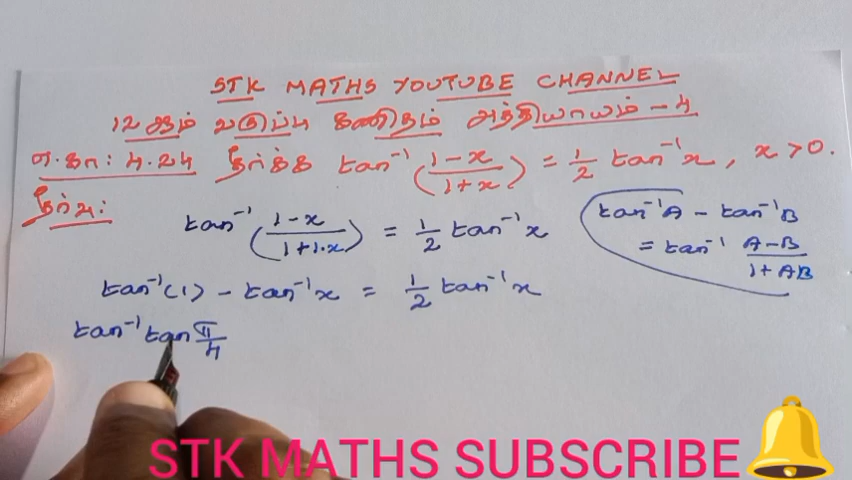 STK MATHS YOUTUBE CHANNEL
12 ஆம் வகுப்பு கணிதம் அத்தியாயம் - 4
எ.கா: 4.24 தீர்க்க tan⁻¹((1-x)/(1+x)) = 1/2 tan⁻¹x, x>0.
தீர்வு:
tan⁻¹((1-x)/(1+1·x)) = 1/2 tan⁻¹x
tan⁻¹A - tan⁻¹B
= tan⁻¹ (A-B)/(1+AB)
tan⁻¹(1) - tan⁻¹x = 1/2 tan⁻¹x
tan⁻¹ tan π/4
STK MATHS SUBSCRIBE